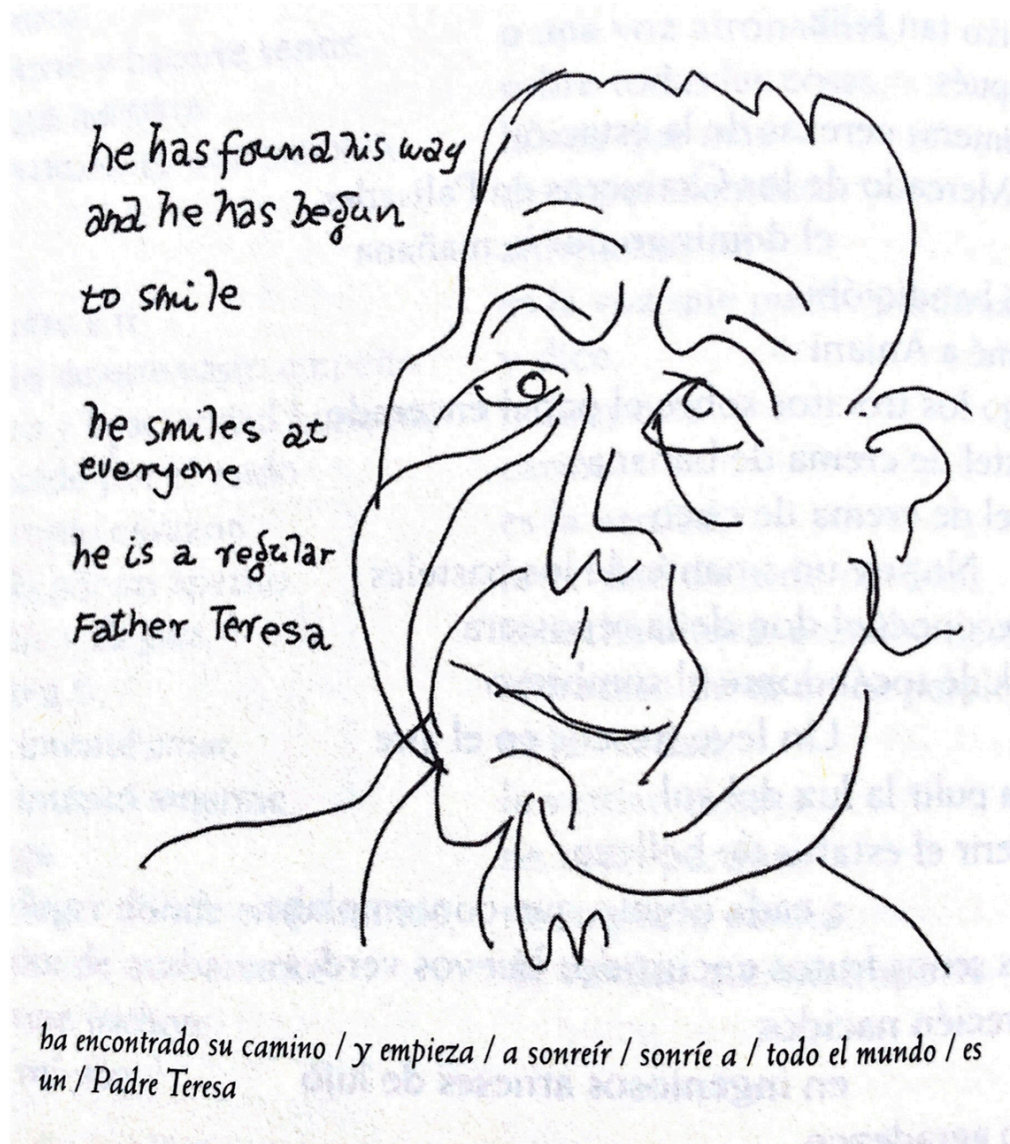 he has found his way
and he has begun
to smile
he smiles at
everyone
he is a regular
Father Teresa
ha encontrado su camino / y empieza / a sonreír / sonríe a / todo el mundo / es
un / Padre Teresa